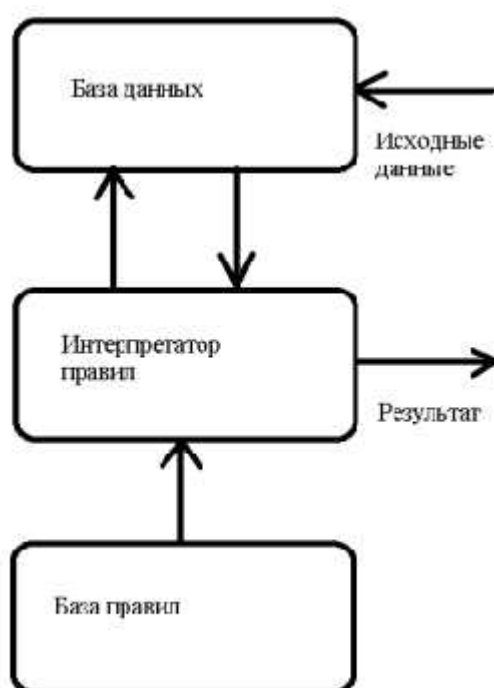 База данных
Исходные
данные
Интерпретатор
правил
Результат
База правил